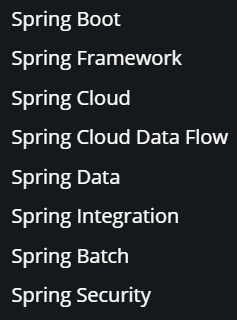 Spring Boot
Spring Framework
Spring Cloud
Spring Cloud Data Flow
Spring Data
Spring Integration
Spring Batch
Spring Security